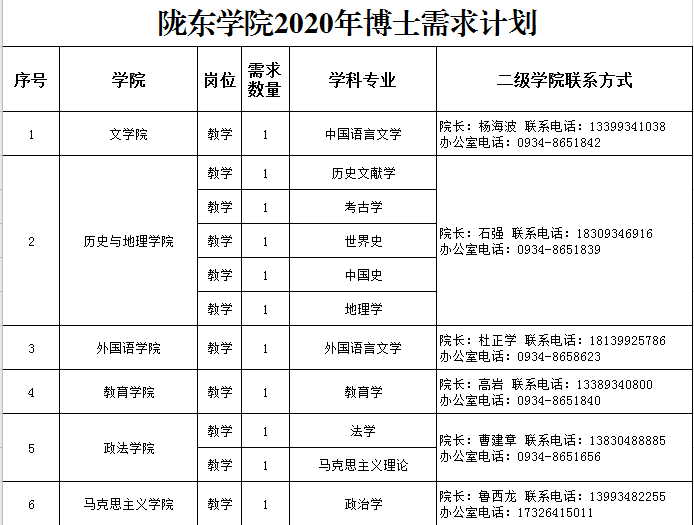 陇东学院2020年博士需求计划
序号 学院 岗位 需求数量 学科专业 二级学院联系方式
1 文学院 教学 1 中国语言文学 院长：杨海波 联系电话：13399341038
办公室电话：0934-8651842
2 历史与地理学院 教学 1 历史文献学 院长：石强 联系电话：18309346916
办公室电话：0934-8651839
教学 1 考古学
教学 1 世界史
教学 1 中国史
教学 1 地理学
3 外国语学院 教学 1 外国语言文学 院长：杜正学 联系电话：18139925786
办公室电话：0934-8658623
4 教育学院 教学 1 教育学 院长：高岩 联系电话：13389340800
办公室电话：0934-8651840
5 政法学院 教学 1 法学 院长：曹建章 联系电话：13830488885
办公室电话：0934-8651656
教学 1 马克思主义理论
6 马克思主义学院 教学 1 政治学 院长：鲁西龙 联系电话：13993482255
办公室电话：17326415011